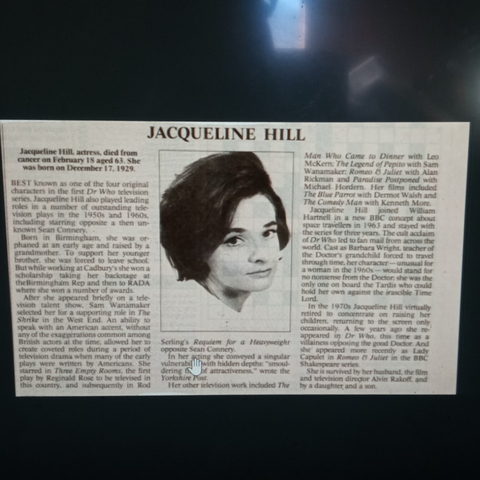 JACQUELINE HILL
Jacqueline Hill, actress, died from
cancer on February 18 aged 63. She
was born on December 17, 1929.
BEST known as one of the four original
characters in the first Dr Who television
series, Jacqueline Hill also played leading
roles in a number of outstanding tele-
vision plays in the 1950s and 1960s,
including starring opposite a then un-
known Sean Connery.
Born in Birmingham, she was or-
phaned at an early age and raised by a
grandmother. To support her younger
brother, she was forced to leave school.
But while working at Cadbury's she won a
scholarship taking her backstage at
the Birmingham Rep and then to RADA
where she won a number of awards.
After she appeared briefly on a tele-
vision talent show, Sam Wanamaker
selected her for a supporting role in The
Shrike in the West End. An ability to
speak with an American accent, without
any of the exaggerations common among
British actors at the time, allowed her to
create coveted roles during a period of
television drama when many of the early
plays were written by Americans. She
starred in Three Empty Rooms, the first
play by Reginald Rose to be televised in
this country, and subsequently in Rod
Serling's Requiem for a Heavyweight
opposite Sean Connery.
In her acting she conveyed a singular
vulnerability with hidden depths: "smoul-
dering of attractiveness," wrote the
Yorkshire Post.
Her other television work included The
Man Who Came to Dinner with Leo
McKern; The Legend of Pepito with Sam
Wanamaker; Romeo & Juliet with Alan
Rickman and Paradise Postponed with
Michael Hordern. Her films included
The Blue Parrot with Dermot Walsh and
The Comedy Man with Kenneth More.
Jacqueline Hill joined William
Hartnell in a new BBC concept about
space travellers in 1963 and stayed with
the series for three years. The cult acclaim
of Dr Who led to fan mail from across the
world. Cast as Barbara Wright, teacher of
the Doctor's grandchild forced to travel
through time, her character — unusual for
a woman in the 1960s — would stand for
no nonsense from the Doctor; she was the
only one on board the Tardis who could
hold her own against the irascible Time
Lord.
In the 1970s Jacqueline Hill virtually
retired to concentrate on raising her
children, returning to the screen only
occasionally. A few years ago she re-
appeared in Dr Who, this time as a
villainess opposing the good Doctor. And
she appeared more recently as Lady
Capulet in Romeo & Juliet in the BBC
Shakespeare series.
She is survived by her husband, the film
and television director Alvin Rakoff, and
by a daughter and a son.